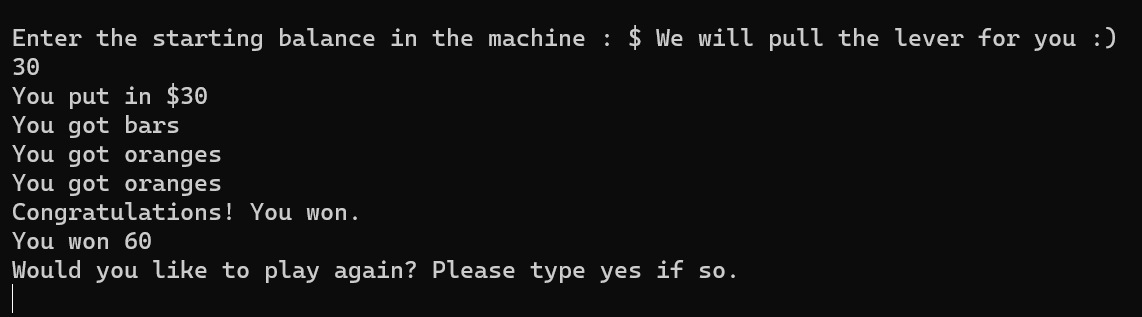 Enter the starting balance in the machine : $ We will pull the lever for you :)
30
You put in $30
You got bars
You got oranges
You got oranges
Congratulations! You won.
You won 60
Would you like to play again? Please type yes if so.